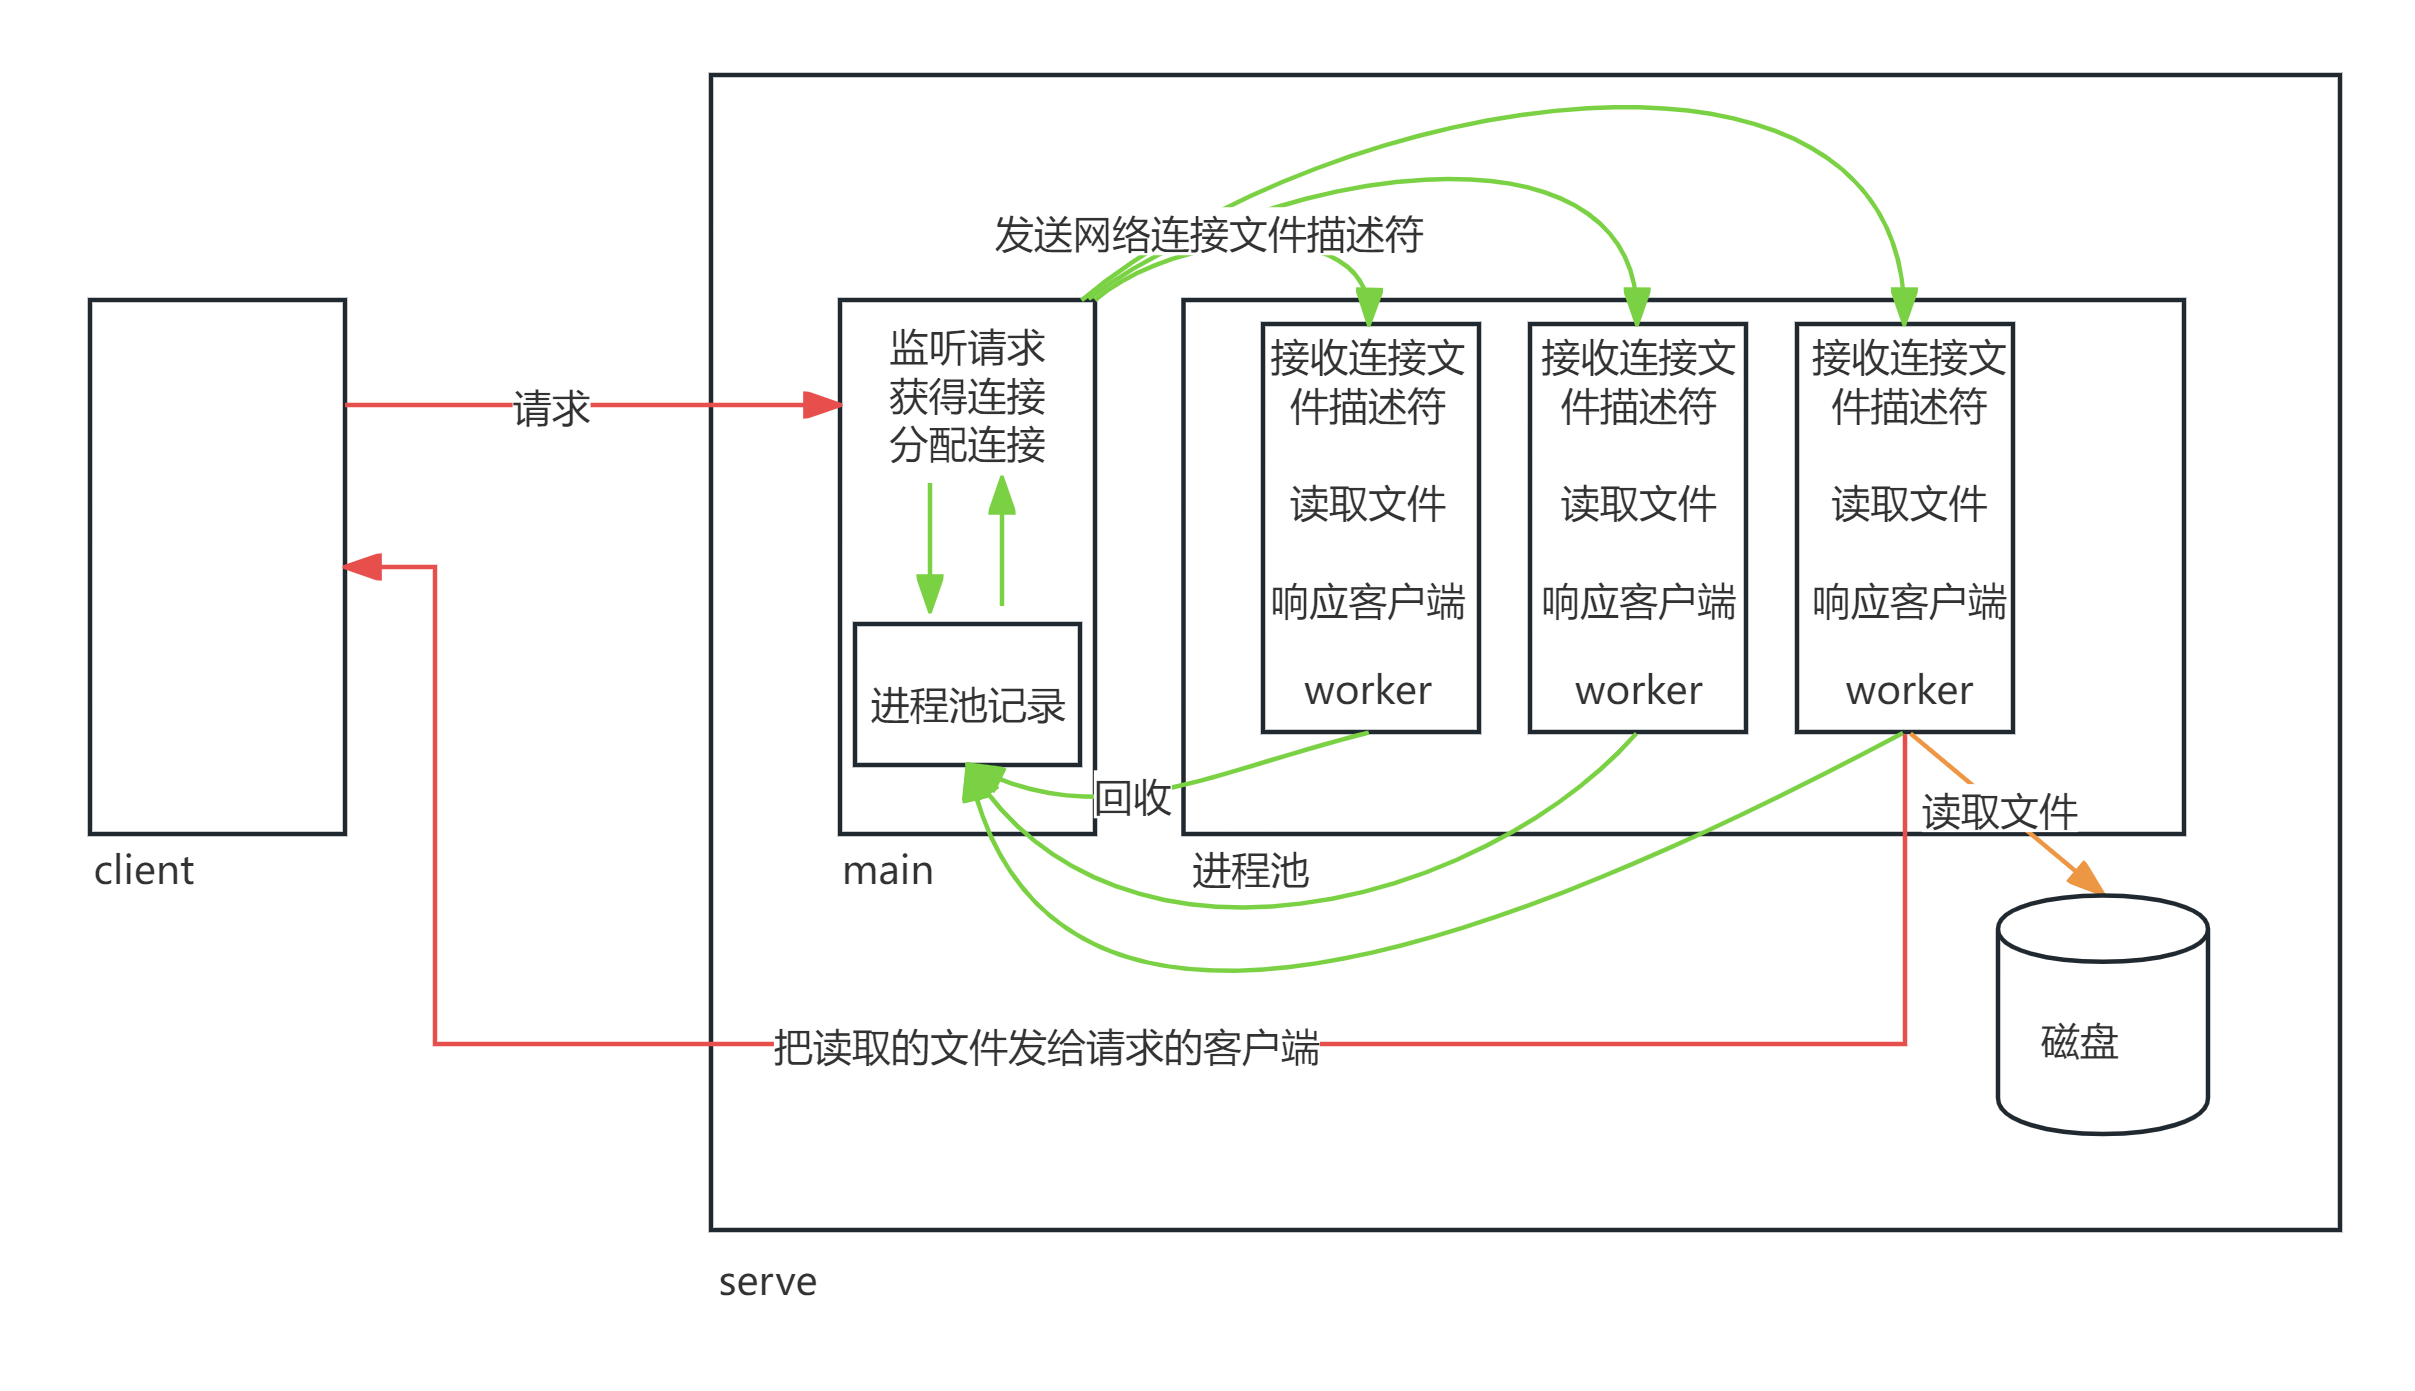 发送网络连接文件描述符
请求
监听请求
获得连接
分配连接
进程池记录
接收连接文
件描述符
读取文件
响应客户端
worker
接收连接文
件描述符
读取文件
响应客户端
worker
接收连接文
件描述符
读取文件
响应客户端
worker
回收
读取文件
client
main
进程池
把读取的文件发给请求的客户端
磁盘
serve